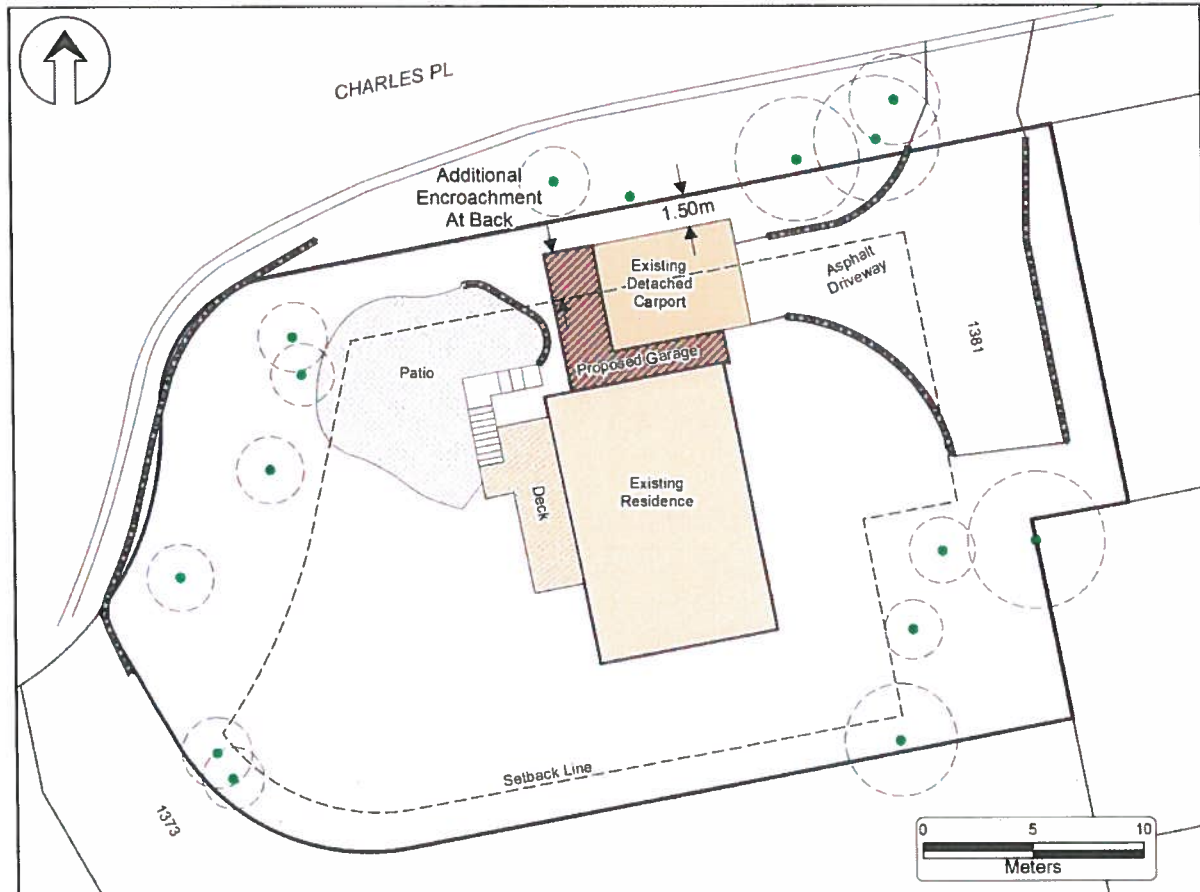 CHARLES PL
Additional
Encroachment
At Back
1.50m
Existing
Detached
Carport
Asphalt
Driveway
1381
Proposed Garage
Patio
Deck
Existing
Residence
Setback Line
1373
0 5 10
Meters